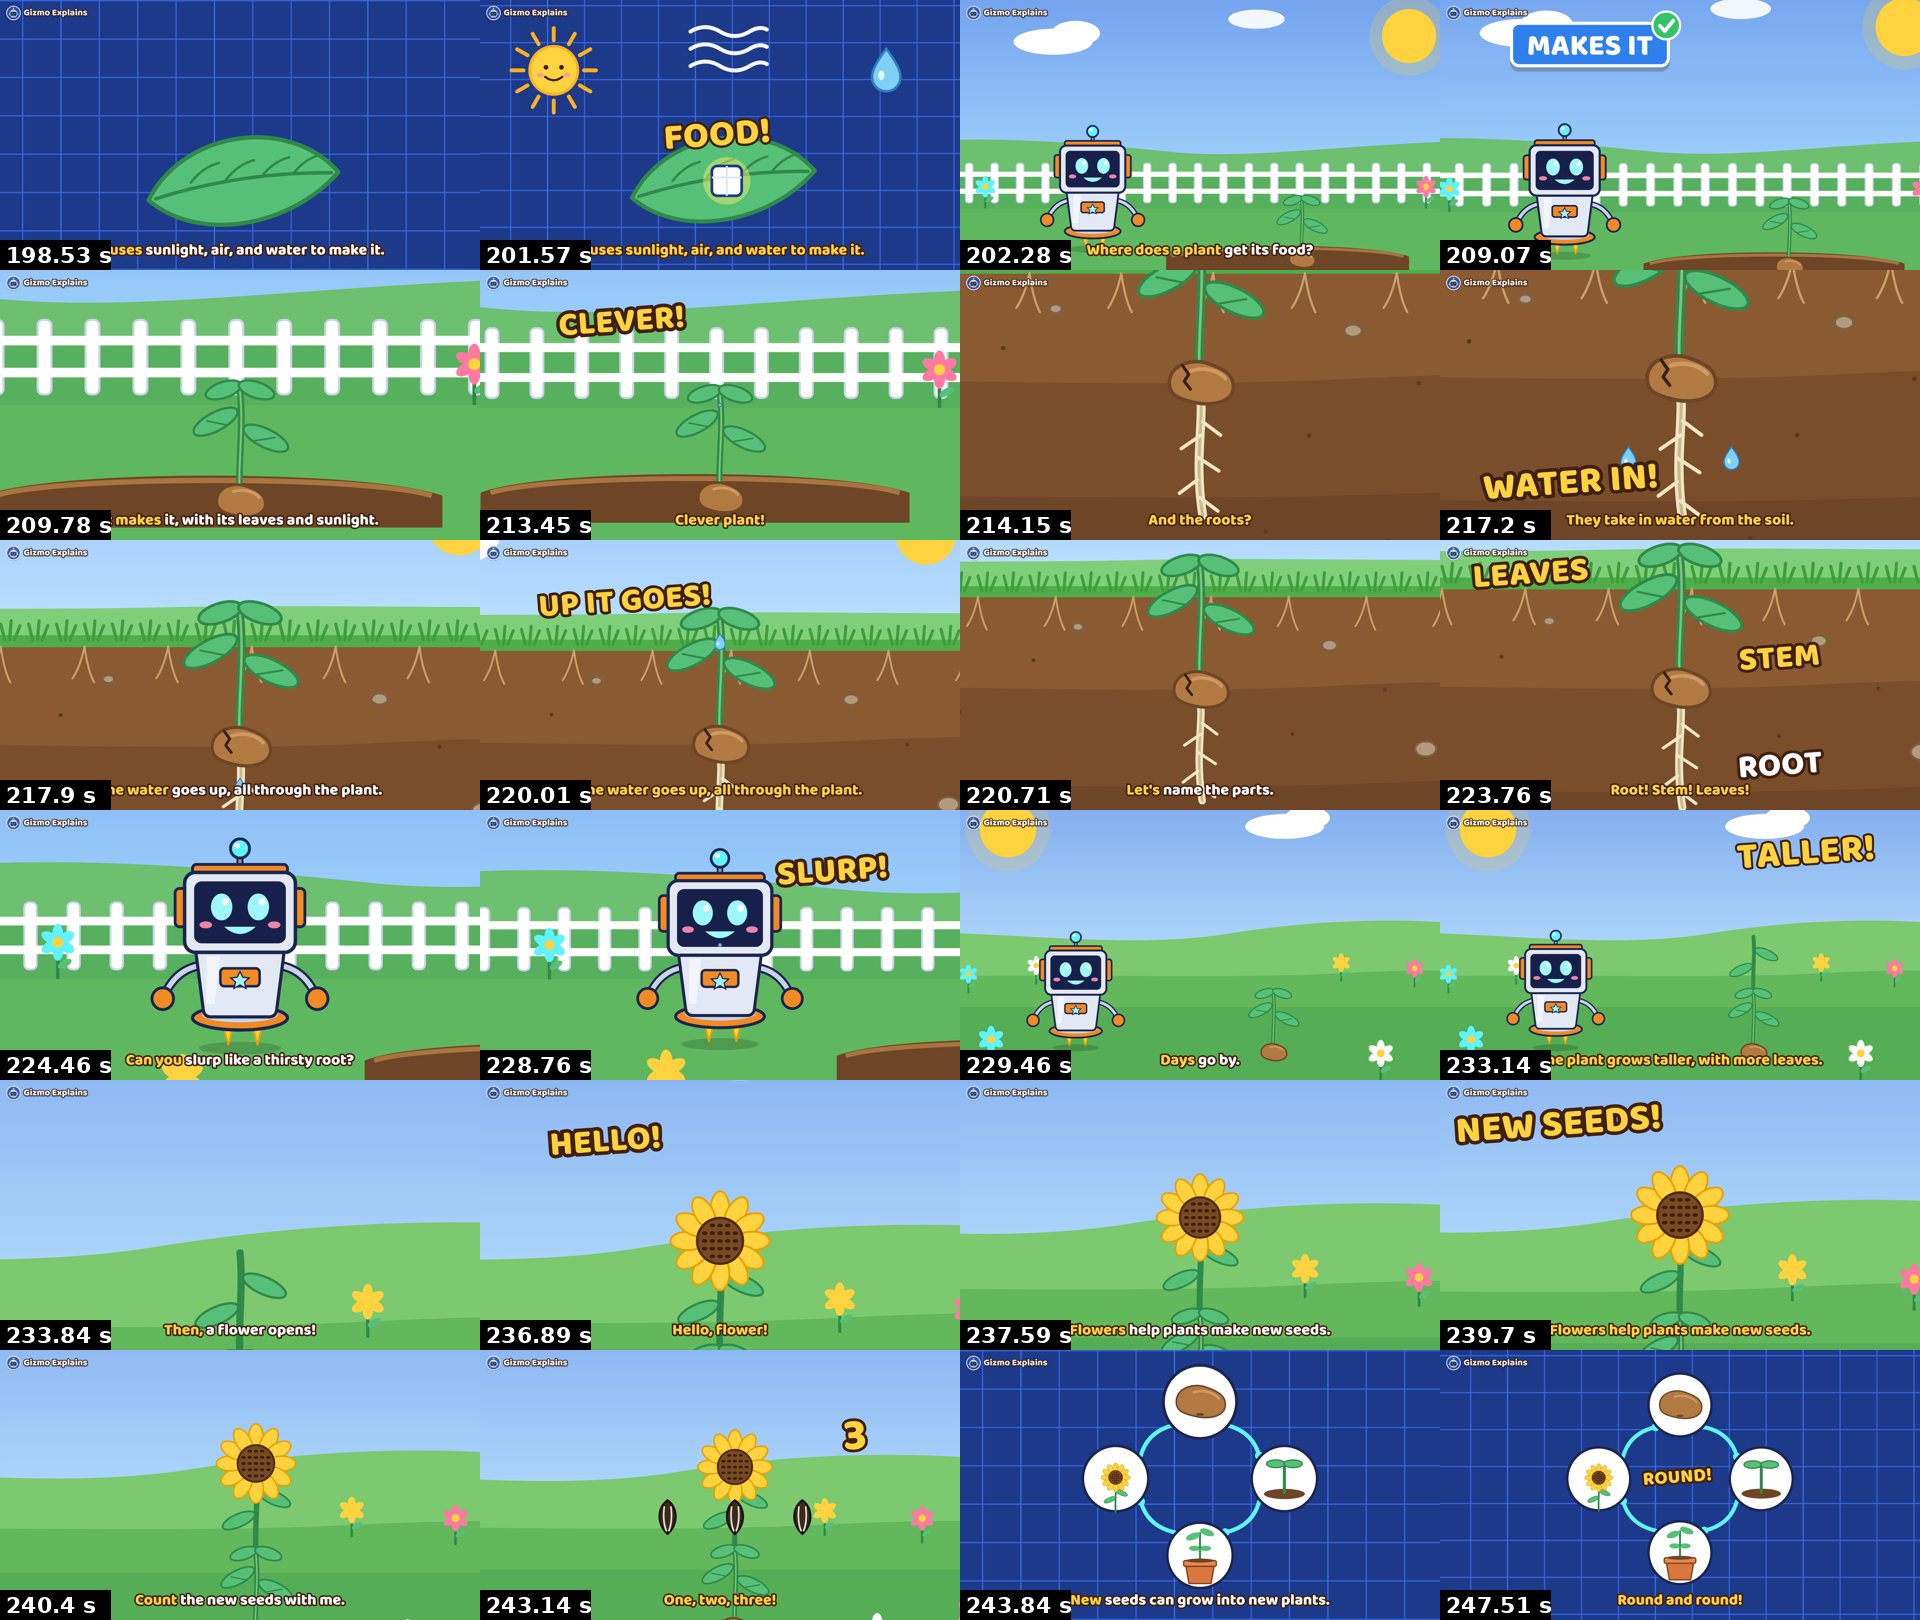 Gizmo Explains
uses sunlight, air, and water to make it.
198.53 s
Gizmo Explains
FOOD!
uses sunlight, air, and water to make it.
201.57 s
Gizmo Explains
Where does a plant get its food?
202.28 s
Gizmo Explains
MAKES IT
209.07 s
Gizmo Explains
makes it, with its leaves and sunlight.
209.78 s
CLEVER!
Clever plant!
213.45 s
Gizmo Explains
And the roots?
214.15 s
Gizmo Explains
WATER IN!
They take in water from the soil.
217.2 s
Gizmo Explains
he water goes up, all through the plant.
217.9 s
Gizmo Explains
UP IT GOES!
he water goes up, all through the plant.
220.01 s
Gizmo Explains
Let's name the parts.
220.71 s
Gizmo Explains
LEAVES
STEM
ROOT
Root! Stem! Leaves!
223.76 s
Gizmo Explains
Can you slurp like a thirsty root?
224.46 s
Gizmo Explains
SLURP!
228.76 s
Gizmo Explains
Days go by.
229.46 s
Gizmo Explains
TALLER!
he plant grows taller, with more leaves.
233.14 s
Gizmo Explains
Then, a flower opens!
233.84 s
Gizmo Explains
HELLO!
Hello, flower!
236.89 s
Gizmo Explains
Flowers help plants make new seeds.
237.59 s
Gizmo Explains
NEW SEEDS!
Flowers help plants make new seeds.
239.7 s
Gizmo Explains
Count the new seeds with me.
240.4 s
Gizmo Explains
3
One, two, three!
243.14 s
Gizmo Explains
New seeds can grow into new plants.
243.84 s
Gizmo Explains
ROUND!
Round and round!
247.51 s